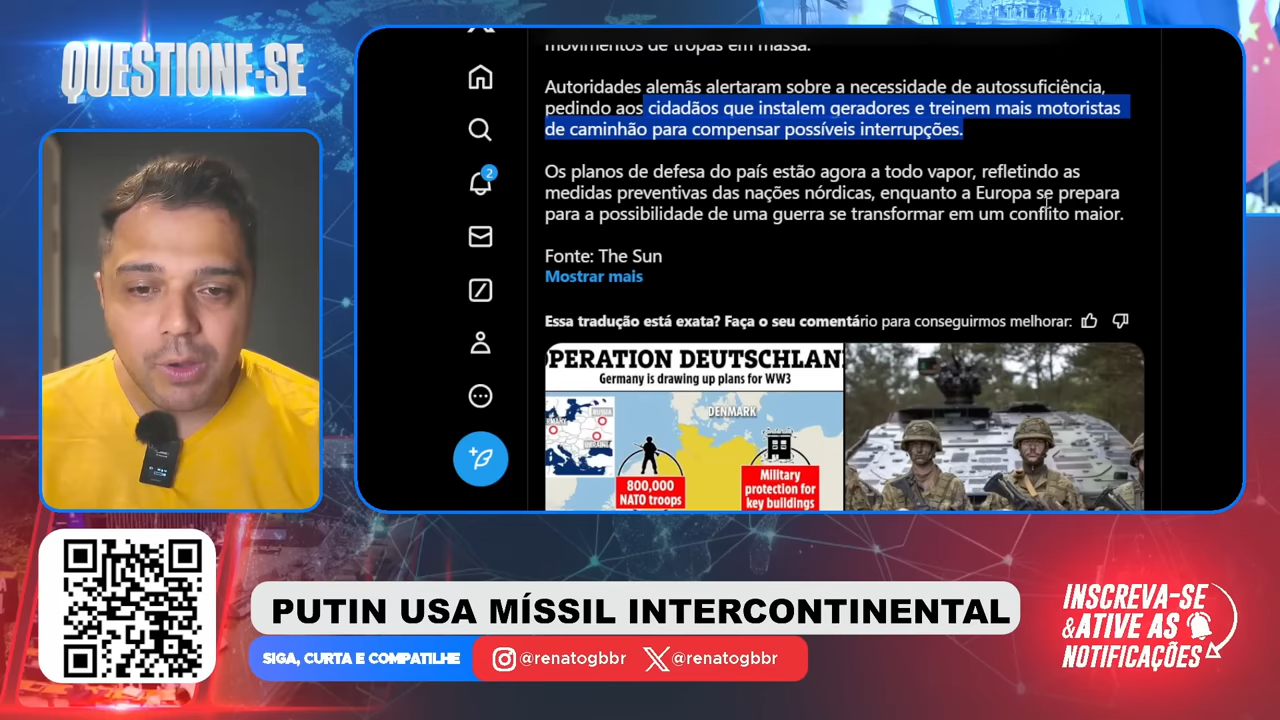 QUESTIONE-SE
movimentos de tropas em massa.
Autoridades alemãs alertaram sobre a necessidade de autossuficiência,
pedindo aos cidadãos que instalem geradores e treinem mais motoristas
de caminhão para compensar possíveis interrupções.
Os planos de defesa do país estão agora a todo vapor, refletindo as
medidas preventivas das nações nórdicas, enquanto a Europa se prepara
para a possibilidade de uma guerra se transformar em um conflito maior.
Fonte: The Sun
Mostrar mais
Essa tradução está exata? Faça o seu comentário para conseguirmos melhorar:
2
PERATION DEUTSCHLAN
Germany is drawing up plans for WW3
DENMARK
RUSSIA
800,000
NATO troops
Military
protection for
key buildings
PUTIN USA MÍSSIL INTERCONTINENTAL
SIGA, CURTA E COMPATILHE
@renatogbbr
@renatogbbr
INSCREVA-SE
&ATIVE AS
NOTIFICAÇÕES